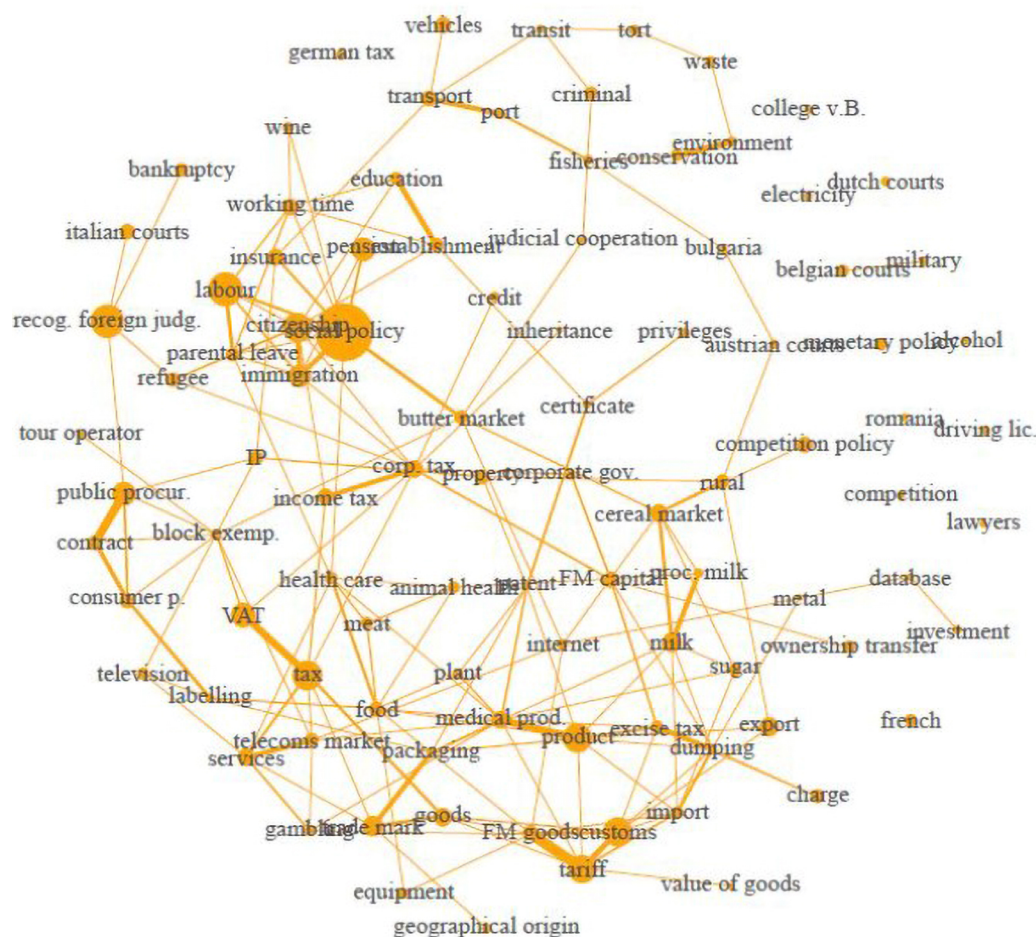 vehicles
transit
tort
german tax
waste
transport
criminal
port
college v.B.
wine
environment
fisheries
conservation
bankruptcy
education
dutch courts
electricity
working time
italian courts
pension
establishment
judicial cooperation
bulgaria
insurance
belgian courts
military
labour
credit
recog. foreign judg.
citizenship
social policy
inheritance
privileges
austrian courts
monetary policy
alcohol
parental leave
refugee
immigration
butter market
certificate
romania
driving lic.
tour operator
competition policy
IP
corp. tax
property
corporate gov.
rural
public procur.
income tax
cereal market
competition
lawyers
contract
block exemp.
health care
animal health
patent
FM capital
proc. milk
database
consumer p.
metal
VAT
meat
internet
milk
ownership transfer
investment
television
tax
plant
sugar
labelling
food
medical prod.
product
excise tax
export
french
telecoms market
packaging
dumping
services
charge
gambling
trade mark
goods
FM goods
customs
import
tariff
equipment
value of goods
geographical origin